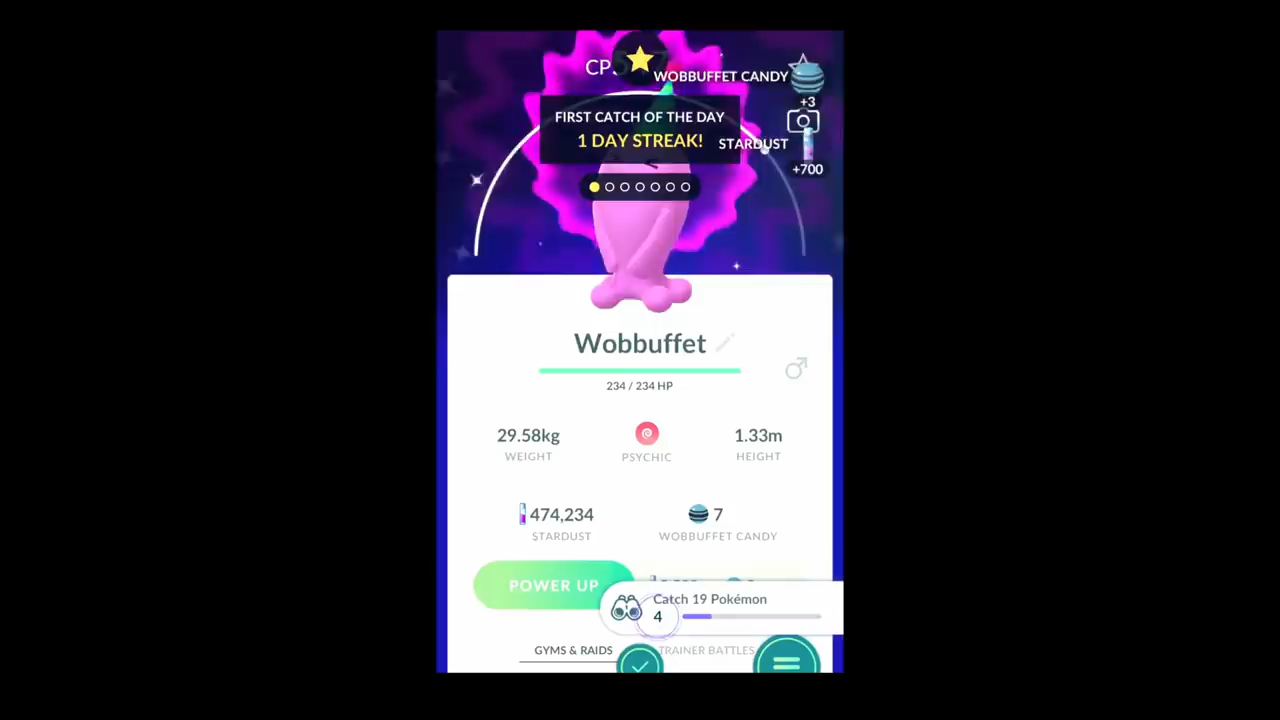 CP
WOBBUFFET CANDY
+3
FIRST CATCH OF THE DAY
1 DAY STREAK!
STARDUST
+700
Wobbuffet
234 / 234 HP
29.58kg
WEIGHT
PSYCHIC
1.33m
HEIGHT
474,234
STARDUST
7
WOBBUFFET CANDY
POWER UP
Catch 19 Pokémon
4
GYMS & RAIDS
TRAINER BATTLES